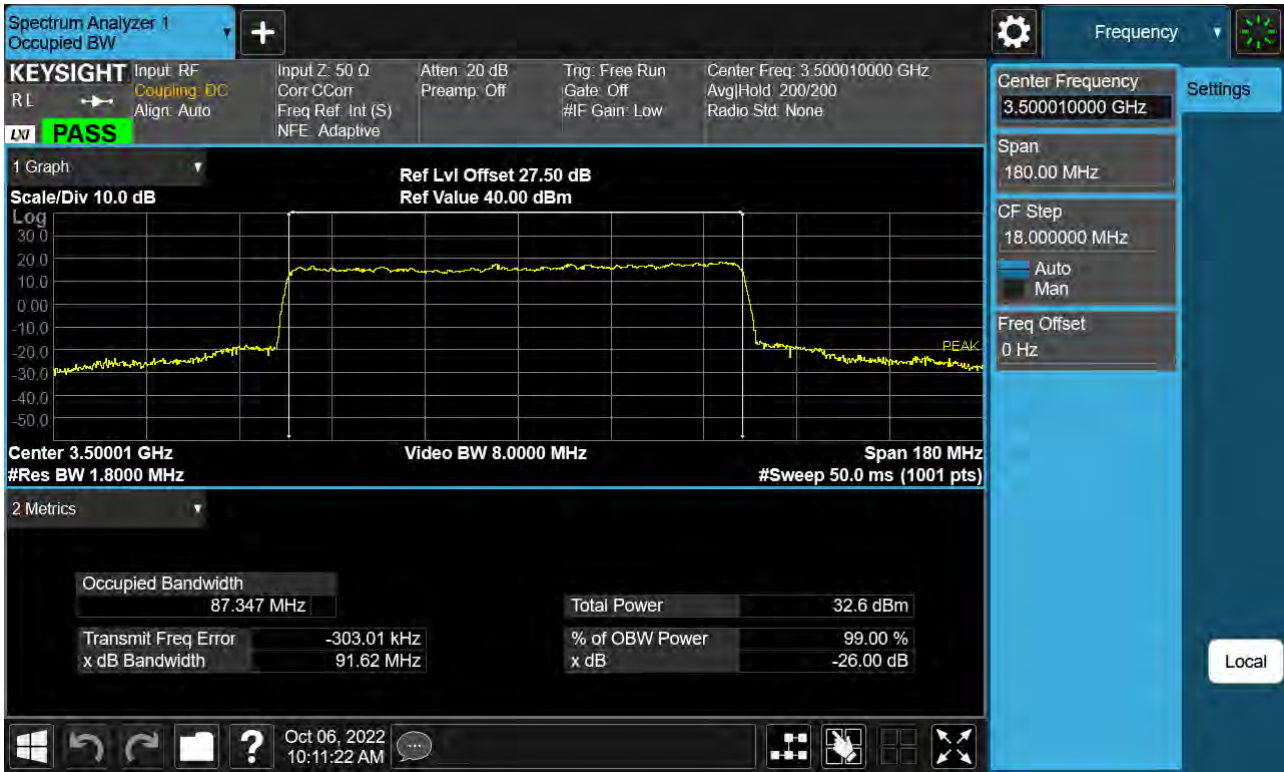 Spectrum Analyzer 1
Occupied BW
Frequency
KEYSIGHT
RL
LXI PASS
Input: RF
Coupling: DC
Align: Auto
Input Z: 50 Ω
Corr CCorr
Freq Ref: Int (S)
NFE: Adaptive
Atten: 20 dB
Preamp: Off
Trig: Free Run
Gate: Off
#IF Gain: Low
Center Freq: 3.500010000 GHz
Avg|Hold: 200/200
Radio Std: None
1 Graph
Scale/Div 10.0 dB
Ref Lvl Offset 27.50 dB
Ref Value 40.00 dBm
Log
30.0
20.0
10.0
0.00
-10.0
-20.0
-30.0
-40.0
-50.0
PEAK
Center 3.50001 GHz
#Res BW 1.8000 MHz
Video BW 8.0000 MHz
Span 180 MHz
#Sweep 50.0 ms (1001 pts)
2 Metrics
Occupied Bandwidth
87.347 MHz
Transmit Freq Error -303.01 kHz
x dB Bandwidth 91.62 MHz
Total Power 32.6 dBm
% of OBW Power 99.00 %
x dB -26.00 dB
Center Frequency
3.500010000 GHz
Span
180.00 MHz
CF Step
18.000000 MHz
Auto
Man
Freq Offset
0 Hz
Settings
Local
?
Oct 06, 2022
10:11:22 AM